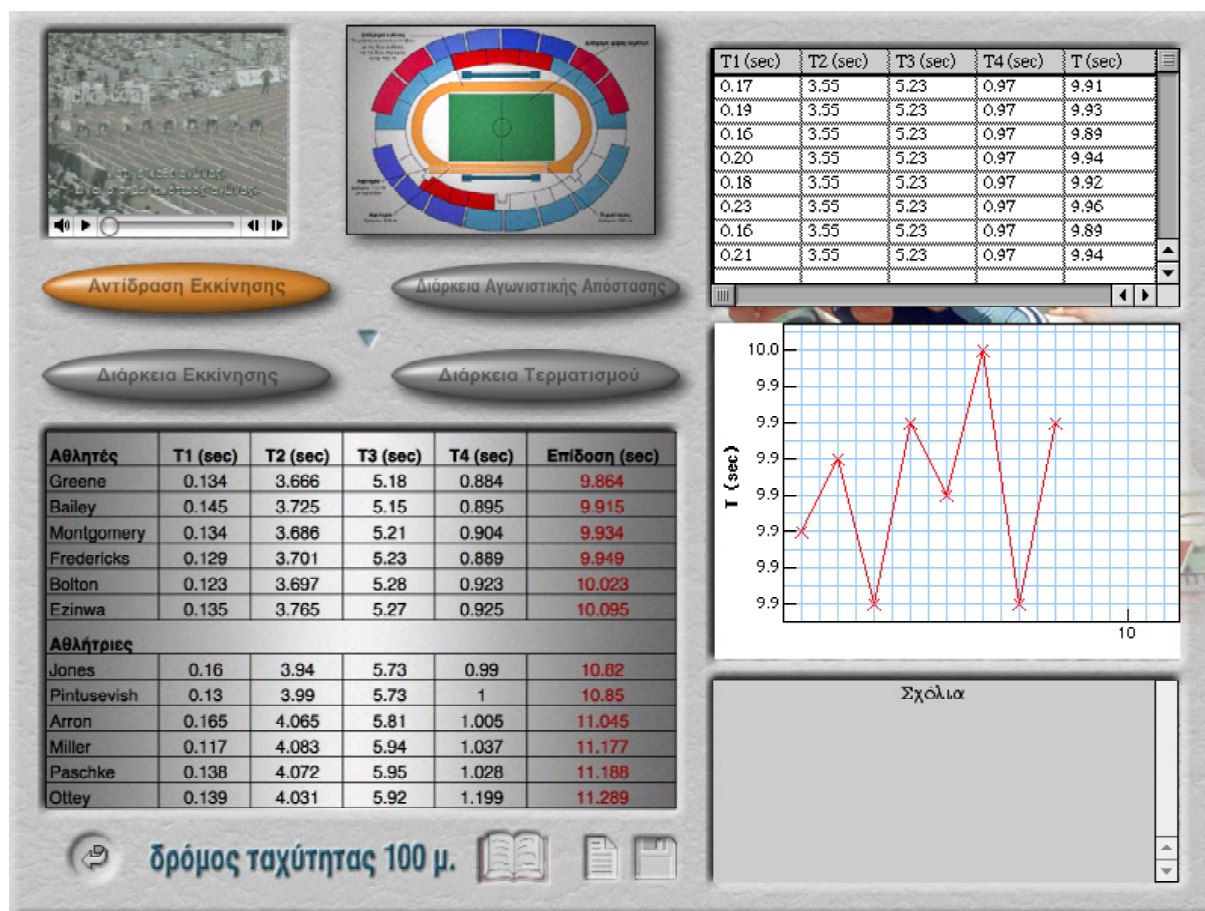 T1 (sec) T2 (sec) T3 (sec) T4 (sec) T (sec)
0.17 3.55 5.23 0.97 9.91
0.19 3.55 5.23 0.97 9.93
0.16 3.55 5.23 0.97 9.89
0.20 3.55 5.23 0.97 9.94
0.18 3.55 5.23 0.97 9.92
0.23 3.55 5.23 0.97 9.96
0.16 3.55 5.23 0.97 9.89
0.21 3.55 5.23 0.97 9.94
Αντίδραση Εκκίνησης
Διάρκεια Αγωνιστικής Απόστασης
Διάρκεια Εκκίνησης
Διάρκεια Τερματισμού
10.0
9.9
9.9
9.9
9.9
9.9
9.9
9.9
T (sec)
10
Αθλητές T1 (sec) T2 (sec) T3 (sec) T4 (sec) Επίδοση (sec)
Greene 0.134 3.666 5.18 0.884 9.864
Bailey 0.145 3.725 5.15 0.895 9.915
Montgomery 0.134 3.686 5.21 0.904 9.934
Fredericks 0.129 3.701 5.23 0.889 9.949
Bolton 0.123 3.697 5.28 0.923 10.023
Ezinwa 0.135 3.765 5.27 0.925 10.095
Αθλήτριες
Jones 0.16 3.94 5.73 0.99 10.82
Pintusevish 0.13 3.99 5.73 1 10.85
Arron 0.165 4.065 5.81 1.005 11.045
Miller 0.117 4.083 5.94 1.037 11.177
Paschke 0.138 4.072 5.95 1.028 11.188
Ottey 0.139 4.031 5.92 1.199 11.289
Σχόλια
δρόμος ταχύτητας 100 μ.